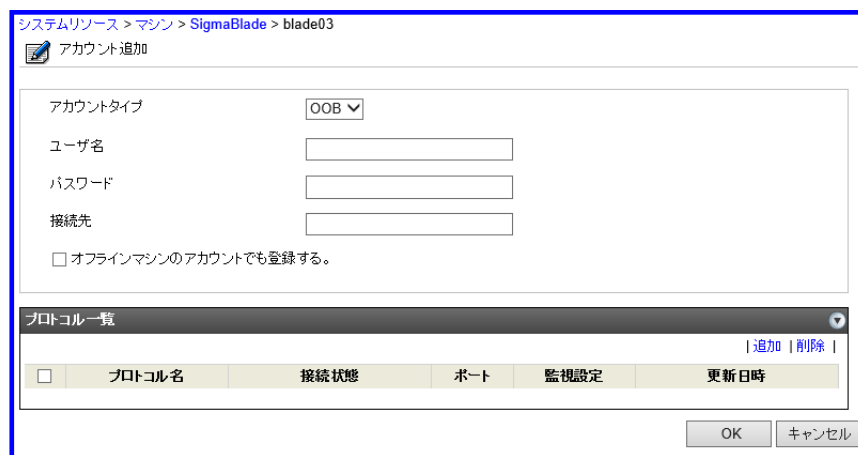 システムリソース > マシン > SigmaBlade > blade03
アカウント追加
アカウントタイプ OOB
ユーザ名
パスワード
接続先
オフラインマシンのアカウントでも登録する。
プロトコル一覧
| 追加 | 削除 |
プロトコル名 接続状態 ポート 監視設定 更新日時
OK キャンセル